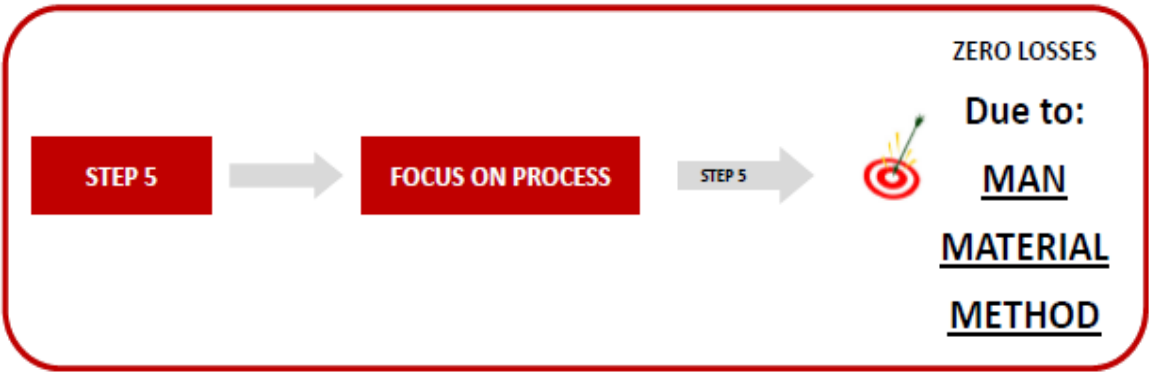 STEP 5
FOCUS ON PROCESS
STEP 5
ZERO LOSSES
Due to:
MAN
MATERIAL
METHOD